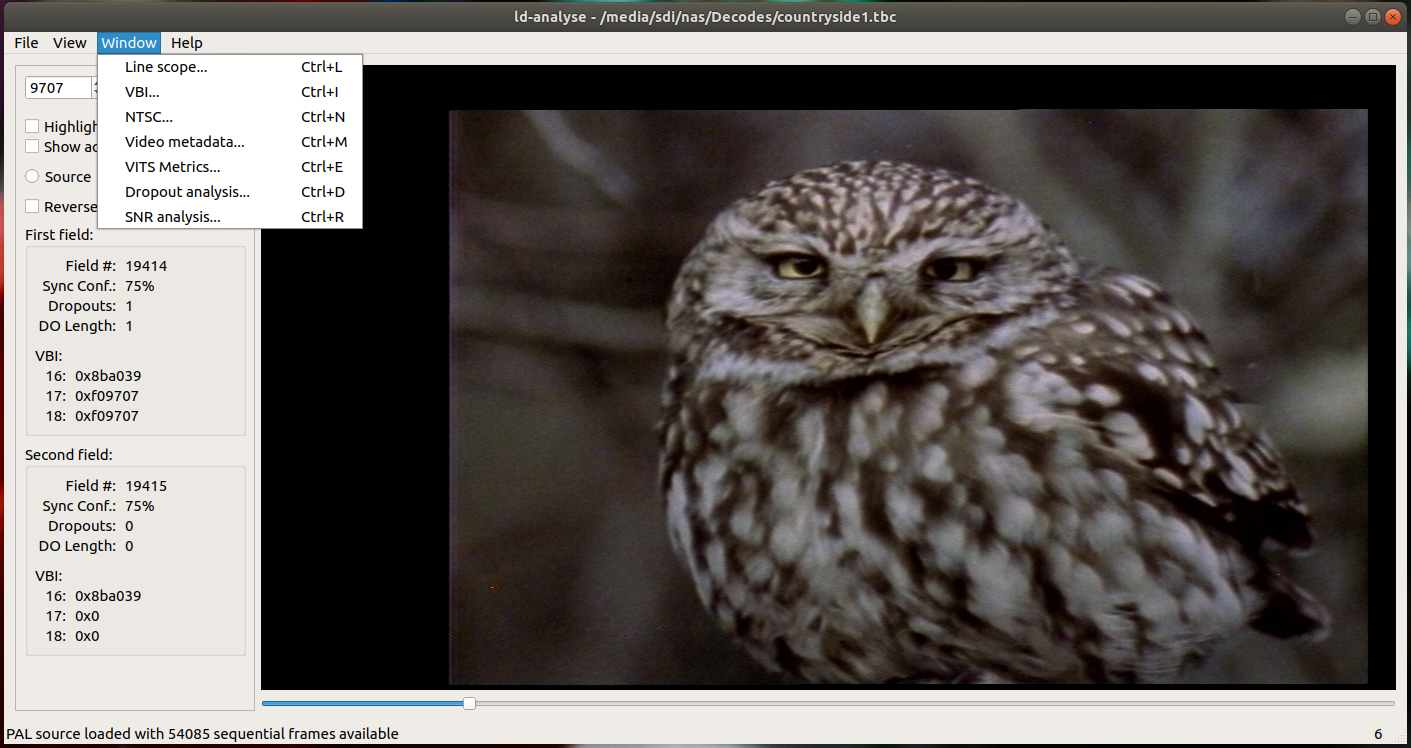 ld-analyse - /media/sdi/nas/Decodes/countryside1.tbc
File View Window Help
Line scope... Ctrl+L
VBI... Ctrl+I
NTSC... Ctrl+N
Video metadata... Ctrl+M
VITS Metrics... Ctrl+E
Dropout analysis... Ctrl+D
SNR analysis... Ctrl+R
9707
Highligh
Show ac
Source
Reverse
First field:
Field #: 19414
Sync Conf.: 75%
Dropouts: 1
DO Length: 1
VBI:
16: 0x8ba039
17: 0xf09707
18: 0xf09707
Second field:
Field #: 19415
Sync Conf.: 75%
Dropouts: 0
DO Length: 0
VBI:
16: 0x8ba039
17: 0x0
18: 0x0
PAL source loaded with 54085 sequential frames available
6